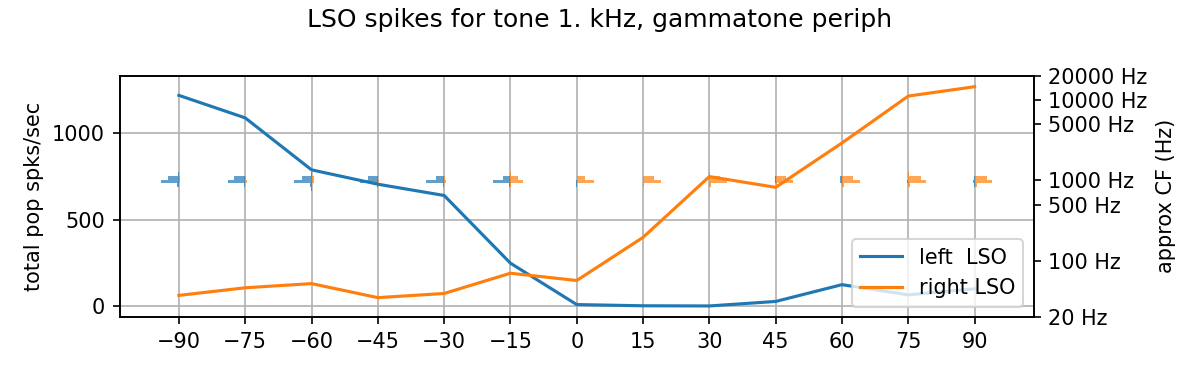 LSO spikes for tone 1. kHz, gammatone periph
total pop spks/sec
1000
500
0
20000 Hz
10000 Hz
5000 Hz
1000 Hz
500 Hz
100 Hz
20 Hz
approx CF (Hz)
left  LSO
right LSO
−90 −75 −60 −45 −30 −15 0 15 30 45 60 75 90